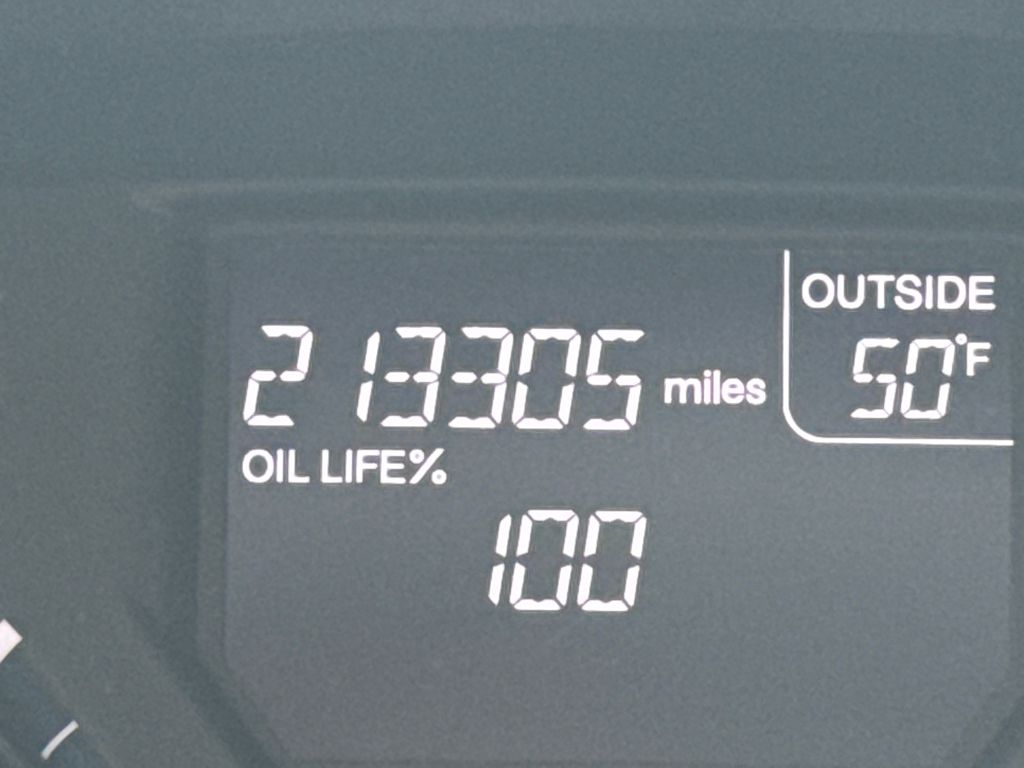 OUTSIDE
50°F
213305 miles
OIL LIFE%
100